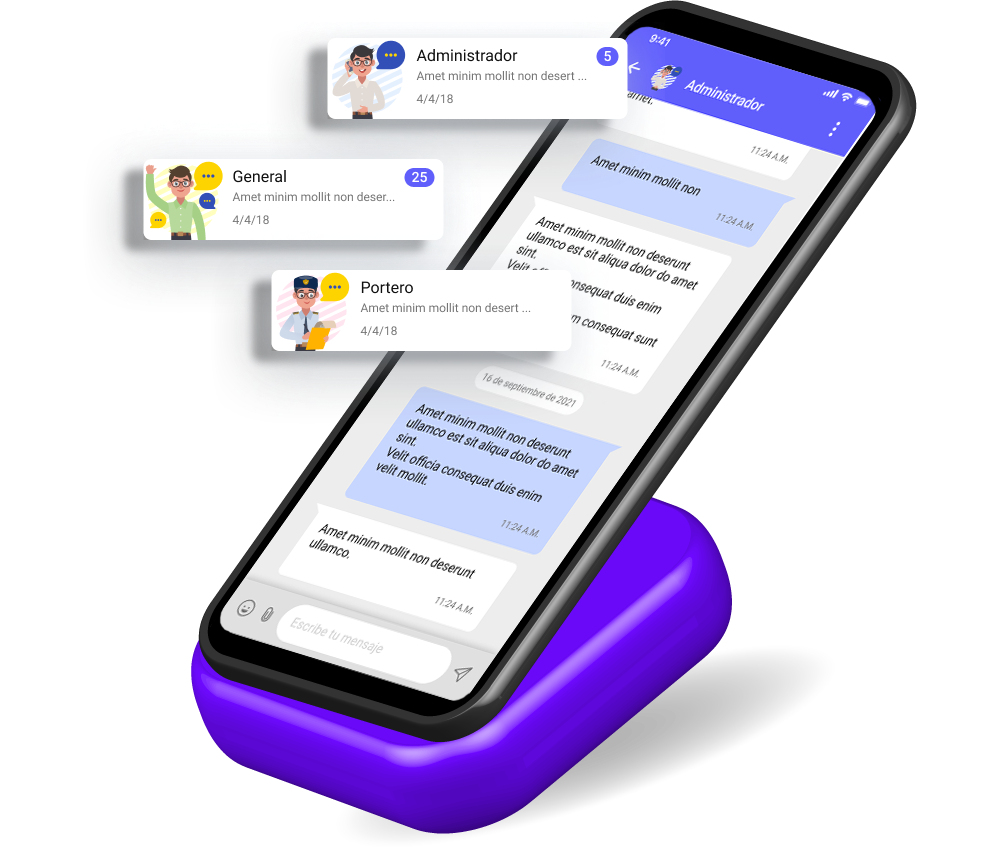 Administrador
5
Amet minim mollit non desert ...
4/4/18
General
25
Amet minim mollit non deser...
4/4/18
Portero
Amet minim mollit non desert ...
4/4/18
9:41
Administrador
amet.
11:24 A.M.
Amet minim mollit non
11:24 A.M.
Amet minim mollit non deserunt
ullamco est sit aliqua dolor do amet
sint.
Velit officia consequat duis enim
consequat sunt
11:24 A.M.
16 de septiembre de 2021
Amet minim mollit non deserunt
ullamco est sit aliqua dolor do amet
sint.
Velit officia consequat duis enim
velit mollit.
11:24 A.M.
Amet minim mollit non deserunt
ullamco.
11:24 A.M.
Escribe tu mensaje